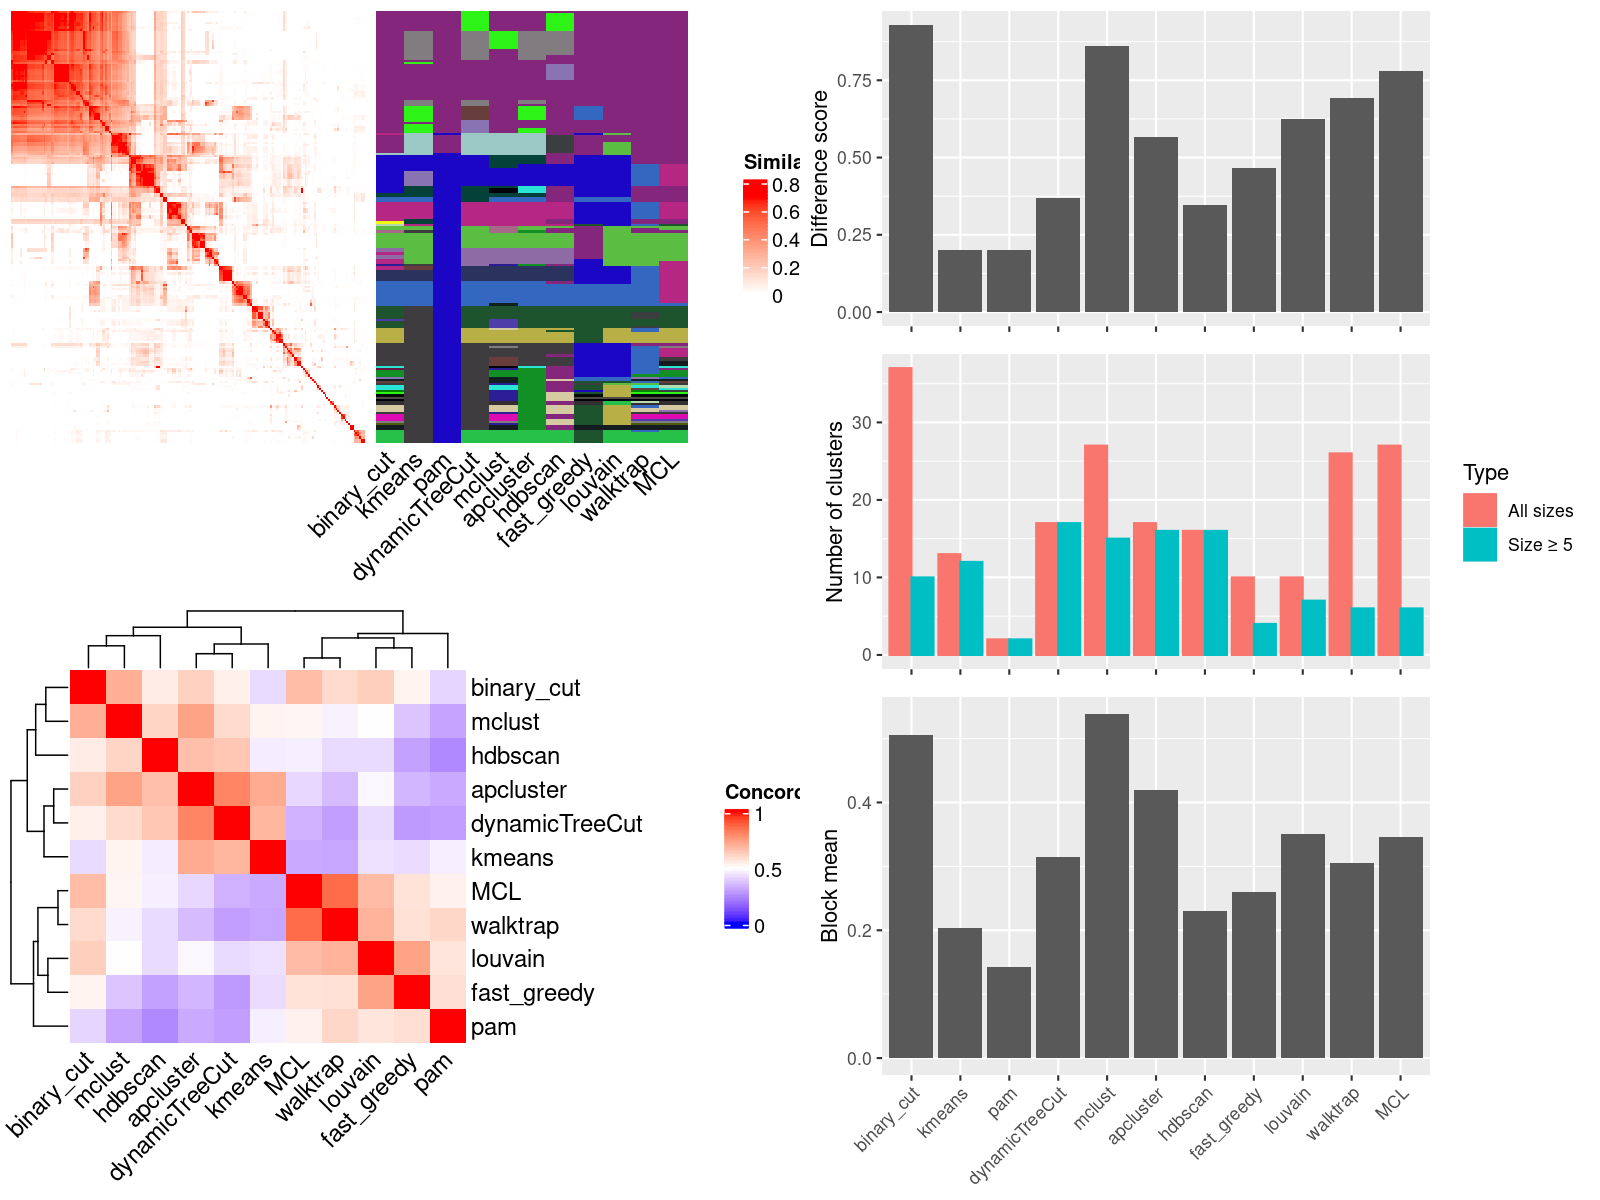 Simila
0.8
0.6
0.4
0.2
0
binary_cut
kmeans
pam
dynamicTreeCut
mclust
apcluster
hdbscan
fast_greedy
louvain
walktrap
MCL
binary_cut
mclust
hdbscan
apcluster
dynamicTreeCut
kmeans
MCL
walktrap
louvain
fast_greedy
pam
binary_cut
mclust
hdbscan
apcluster
dynamicTreeCut
kmeans
MCL
walktrap
louvain
fast_greedy
pam
Concord
1
0.5
0
Difference score
0.75
0.50
0.25
0.00
Number of clusters
30
20
10
0
Type
All sizes
Size ≥ 5
Block mean
0.4
0.2
0.0
binary_cut
kmeans
pam
dynamicTreeCut
mclust
apcluster
hdbscan
fast_greedy
louvain
walktrap
MCL